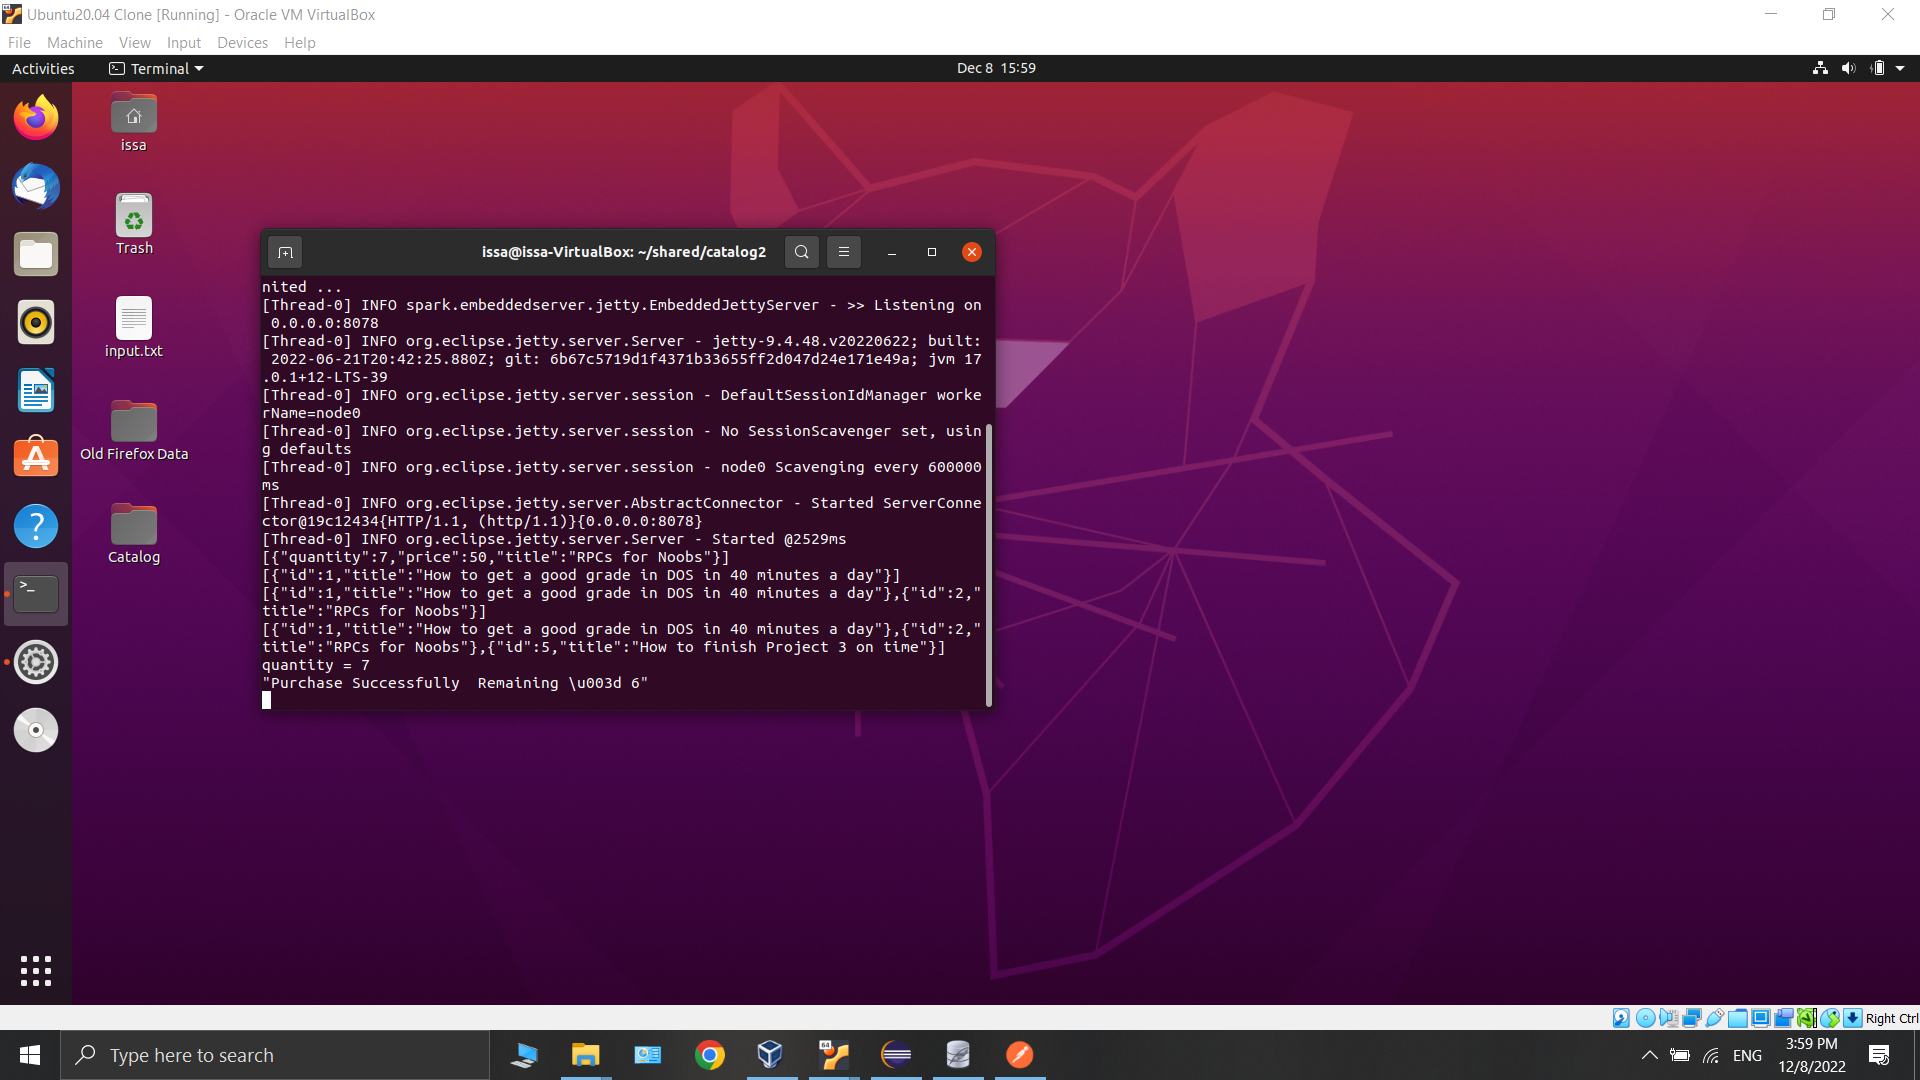 Ubuntu20.04 Clone [Running] - Oracle VM VirtualBox
File Machine View Input Devices Help
Activities Terminal Dec 8 15:59
issa
Trash
input.txt
Old Firefox Data
Catalog
issa@issa-VirtualBox: ~/shared/catalog2
nited ...
[Thread-0] INFO spark.embeddedserver.jetty.EmbeddedJettyServer - >> Listening on
 0.0.0.0:8078
[Thread-0] INFO org.eclipse.jetty.server.Server - jetty-9.4.48.v20220622; built:
 2022-06-21T20:42:25.880Z; git: 6b67c5719d1f4371b33655ff2d047d24e171e49a; jvm 17
.0.1+12-LTS-39
[Thread-0] INFO org.eclipse.jetty.server.session - DefaultSessionIdManager worke
rName=node0
[Thread-0] INFO org.eclipse.jetty.server.session - No SessionScavenger set, usin
g defaults
[Thread-0] INFO org.eclipse.jetty.server.session - node0 Scavenging every 600000
ms
[Thread-0] INFO org.eclipse.jetty.server.AbstractConnector - Started ServerConne
ctor@19c12434{HTTP/1.1, (http/1.1)}{0.0.0.0:8078}
[Thread-0] INFO org.eclipse.jetty.server.Server - Started @2529ms
[{"quantity":7,"price":50,"title":"RPCs for Noobs"}]
[{"id":1,"title":"How to get a good grade in DOS in 40 minutes a day"}]
[{"id":1,"title":"How to get a good grade in DOS in 40 minutes a day"},{"id":2,"
title":"RPCs for Noobs"}]
[{"id":1,"title":"How to get a good grade in DOS in 40 minutes a day"},{"id":2,"
title":"RPCs for Noobs"},{"id":5,"title":"How to finish Project 3 on time"}]
quantity = 7
"Purchase Successfully  Remaining \u003d 6"
Right Ctrl
Type here to search
64
ENG
3:59 PM
12/8/2022